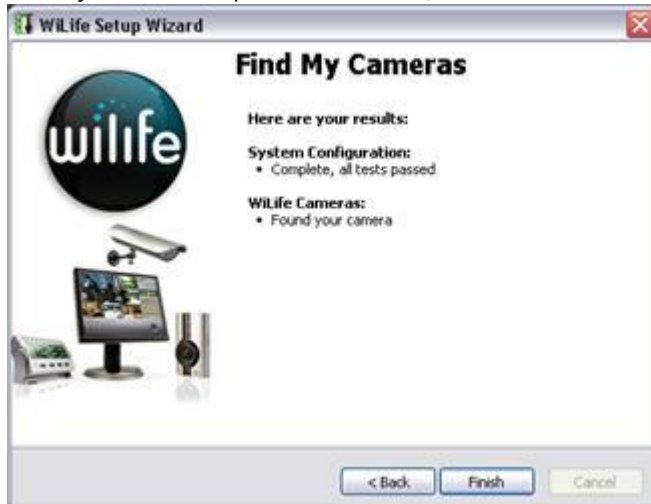 WiLife Setup Wizard
Find My Cameras
wilife
Here are your results:
System Configuration:
• Complete, all tests passed
WiLife Cameras:
• Found your camera
< Back
Finish
Cancel